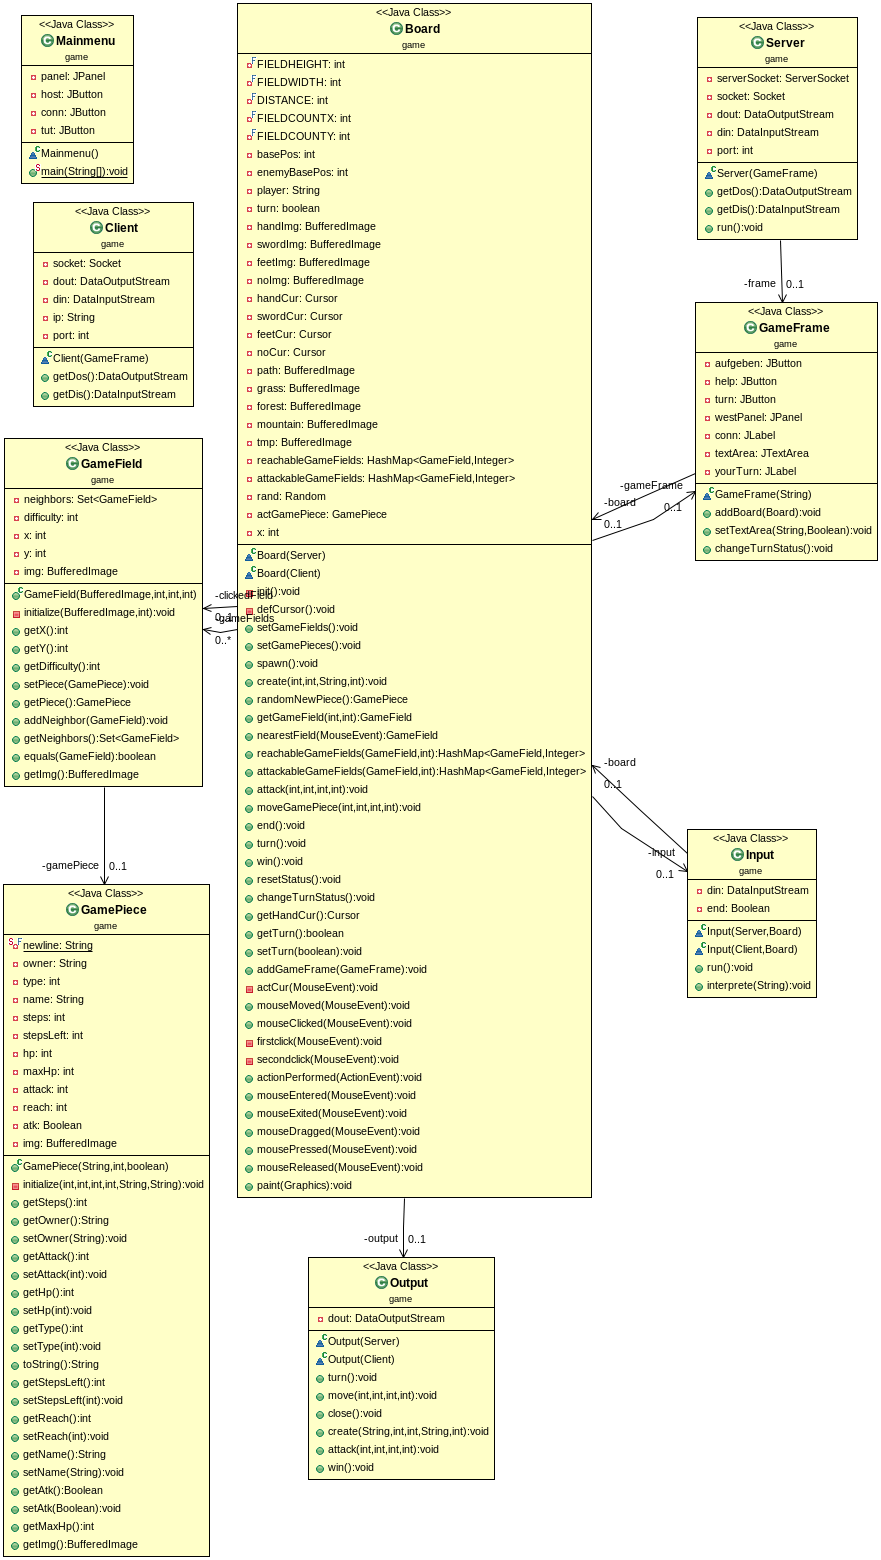 <<Java Class>>
Mainmenu
game
panel: JPanel
host: JButton
conn: JButton
tut: JButton
Mainmenu()
main(String[]):void
<<Java Class>>
Client
game
socket: Socket
dout: DataOutputStream
din: DataInputStream
ip: String
port: int
Client(GameFrame)
getDos():DataOutputStream
getDis():DataInputStream
<<Java Class>>
GameField
game
neighbors: Set<GameField>
difficulty: int
x: int
y: int
img: BufferedImage
GameField(BufferedImage,int,int,int)
initialize(BufferedImage,int):void
getX():int
getY():int
getDifficulty():int
setPiece(GamePiece):void
getPiece():GamePiece
addNeighbor(GameField):void
getNeighbors():Set<GameField>
equals(GameField):boolean
getImg():BufferedImage
-gamePiece
0..1
<<Java Class>>
GamePiece
game
newline: String
owner: String
type: int
name: String
steps: int
stepsLeft: int
hp: int
maxHp: int
attack: int
reach: int
atk: Boolean
img: BufferedImage
GamePiece(String,int,boolean)
initialize(int,int,int,int,String,String):void
getSteps():int
getOwner():String
setOwner(String):void
getAttack():int
setAttack(int):void
getHp():int
setHp(int):void
getType():int
setType(int):void
toString():String
getStepsLeft():int
setStepsLeft(int):void
getReach():int
setReach(int):void
getName():String
setName(String):void
getAtk():Boolean
setAtk(Boolean):void
getMaxHp():int
getImg():BufferedImage
<<Java Class>>
Board
game
FIELDHEIGHT: int
FIELDWIDTH: int
DISTANCE: int
FIELDCOUNTX: int
FIELDCOUNTY: int
basePos: int
enemyBasePos: int
player: String
turn: boolean
handImg: BufferedImage
swordImg: BufferedImage
feetImg: BufferedImage
noImg: BufferedImage
handCur: Cursor
swordCur: Cursor
feetCur: Cursor
noCur: Cursor
path: BufferedImage
grass: BufferedImage
forest: BufferedImage
mountain: BufferedImage
tmp: BufferedImage
reachableGameFields: HashMap<GameField,Integer>
attackableGameFields: HashMap<GameField,Integer>
rand: Random
actGamePiece: GamePiece
x: int
Board(Server)
Board(Client)
init():void
defCursor():void
setGameFields():void
setGamePieces():void
spawn():void
create(int,int,String,int):void
randomNewPiece():GamePiece
getGameField(int,int):GameField
nearestField(MouseEvent):GameField
reachableGameFields(GameField,int):HashMap<GameField,Integer>
attackableGameFields(GameField,int):HashMap<GameField,Integer>
attack(int,int,int,int):void
moveGamePiece(int,int,int,int):void
end():void
turn():void
win():void
resetStatus():void
changeTurnStatus():void
getHandCur():Cursor
getTurn():boolean
setTurn(boolean):void
addGameFrame(GameFrame):void
actCur(MouseEvent):void
mouseMoved(MouseEvent):void
mouseClicked(MouseEvent):void
firstclick(MouseEvent):void
secondclick(MouseEvent):void
actionPerformed(ActionEvent):void
mouseEntered(MouseEvent):void
mouseExited(MouseEvent):void
mouseDragged(MouseEvent):void
mousePressed(MouseEvent):void
mouseReleased(MouseEvent):void
paint(Graphics):void
-clickedField
0..1
-gameFields
0..*
-output
0..1
<<Java Class>>
Output
game
dout: DataOutputStream
Output(Server)
Output(Client)
turn():void
move(int,int,int,int):void
close():void
create(String,int,int,String,int):void
attack(int,int,int,int):void
win():void
<<Java Class>>
Server
game
serverSocket: ServerSocket
socket: Socket
dout: DataOutputStream
din: DataInputStream
port: int
Server(GameFrame)
getDos():DataOutputStream
getDis():DataInputStream
run():void
-frame
0..1
<<Java Class>>
GameFrame
game
aufgeben: JButton
help: JButton
turn: JButton
westPanel: JPanel
conn: JLabel
textArea: JTextArea
yourTurn: JLabel
GameFrame(String)
addBoard(Board):void
setTextArea(String,Boolean):void
changeTurnStatus():void
-gameFrame
0..1
-board
0..1
-board
0..1
-input
0..1
<<Java Class>>
Input
game
din: DataInputStream
end: Boolean
Input(Server,Board)
Input(Client,Board)
run():void
interprete(String):void